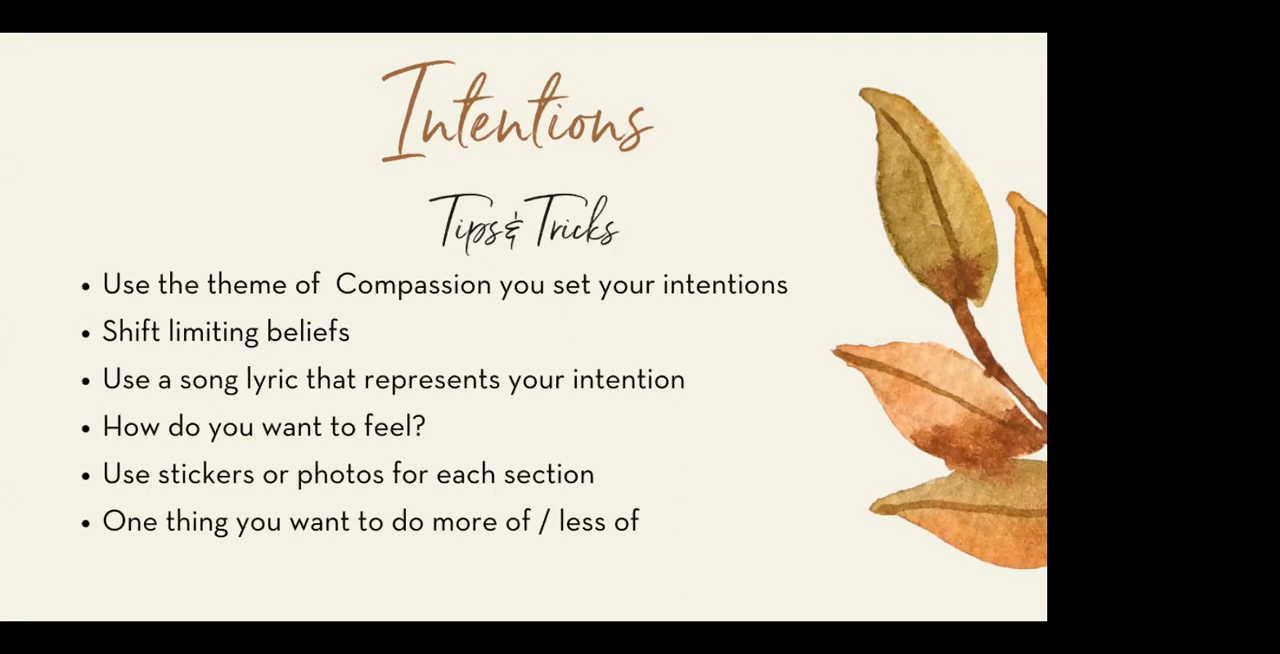 Intentions
Tips & Tricks
• Use the theme of  Compassion you set your intentions
• Shift limiting beliefs
• Use a song lyric that represents your intention
• How do you want to feel?
• Use stickers or photos for each section
• One thing you want to do more of / less of